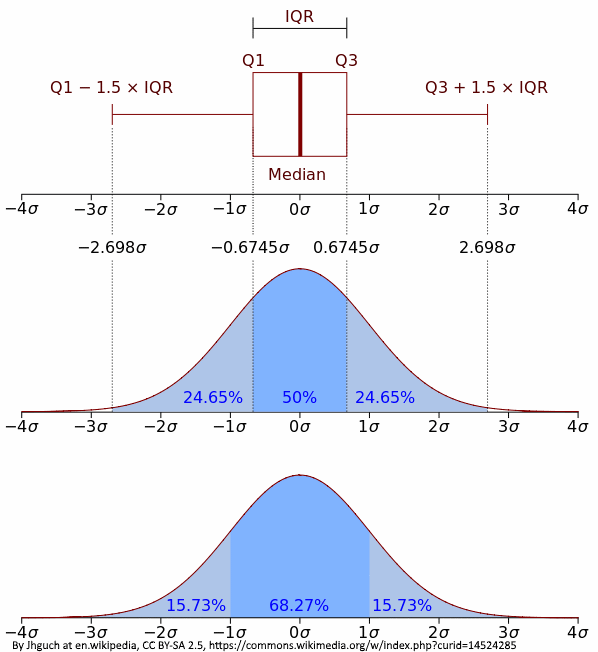 IQR
Q1 Q3
Q1 − 1.5 × IQR Q3 + 1.5 × IQR
Median
−4σ −3σ −2σ −1σ 0σ 1σ 2σ 3σ 4σ
−2.698σ −0.6745σ 0.6745σ 2.698σ
24.65% 50% 24.65%
−4σ −3σ −2σ −1σ 0σ 1σ 2σ 3σ 4σ
15.73% 68.27% 15.73%
−4σ −3σ −2σ −1σ 0σ 1σ 2σ 3σ 4σ
By Jhguch at en.wikipedia, CC BY-SA 2.5, https://commons.wikimedia.org/w/index.php?curid=14524285